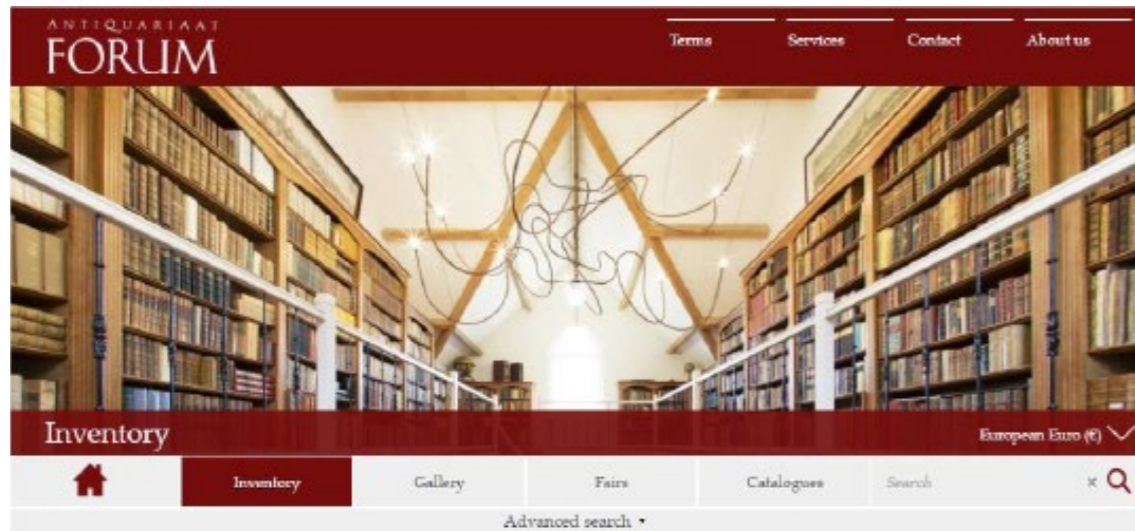 ANTIQUARIAAT
FORUM
Terms Services Contact About us
Inventory
European Euro (€)
Inventory Gallery Fairs Catalogues Search ×
Advanced search